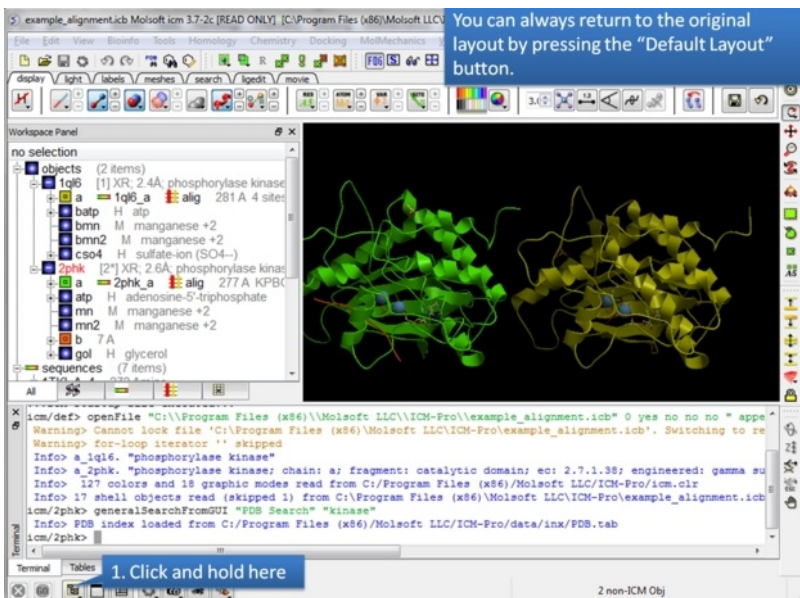 example_alignment.icb Molsoft icm 3.7-2c [READ ONLY] [C:\Program Files (x86)\Molsoft LLC\
You can always return to the original
layout by pressing the “Default Layout”
button.
File Edit View Bioinfo Tools Homology Chemistry Docking MolMechanics
display light labels meshes search ligedit movie
Workspace Panel
no selection
objects (2 items)
1ql6 [1] XR; 2.4Å; phosphorylase kinase
a 1ql6_a alig 281 A 4 sites
batp H atp
bmn M manganese +2
bmn2 M manganese +2
cso4 H sulfate-ion (SO4--)
2phk [2*] XR; 2.6Å; phosphorylase kinas
a 2phk_a alig 277 A KPBG
atp H adenosine-5'-triphosphate
mn M manganese +2
mn2 M manganese +2
b 7 A
gol H glycerol
sequences (7 items)
All
icm/def> openFile "C:\\Program Files (x86)\\Molsoft LLC\\ICM-Pro\\example_alignment.icb" 0 yes no no no " appe
Warning> Cannot lock file 'C:\Program Files (x86)\Molsoft LLC\ICM-Pro\example_alignment.icb'. Switching to re
Warning> for-loop iterator '' skipped
Info> a_1ql6. "phosphorylase kinase"
Info> a_2phk. "phosphorylase kinase; chain: a; fragment: catalytic domain; ec: 2.7.1.38; engineered: gamma su
Info> 127 colors and 18 graphic modes read from C:/Program Files (x86)/Molsoft LLC/ICM-Pro/icm.clr
Info> 17 shell objects read (skipped 1) from C:\Program Files (x86)\Molsoft LLC\ICM-Pro\example_alignment.icb
icm/2phk> generalSearchFromGUI "PDB Search" "kinase"
Info> PDB index loaded from C:/Program Files (x86)/Molsoft LLC/ICM-Pro/data/inx/PDB.tab
icm/2phk>
Terminal
Terminal Tables
1. Click and hold here
2 non-ICM Obj